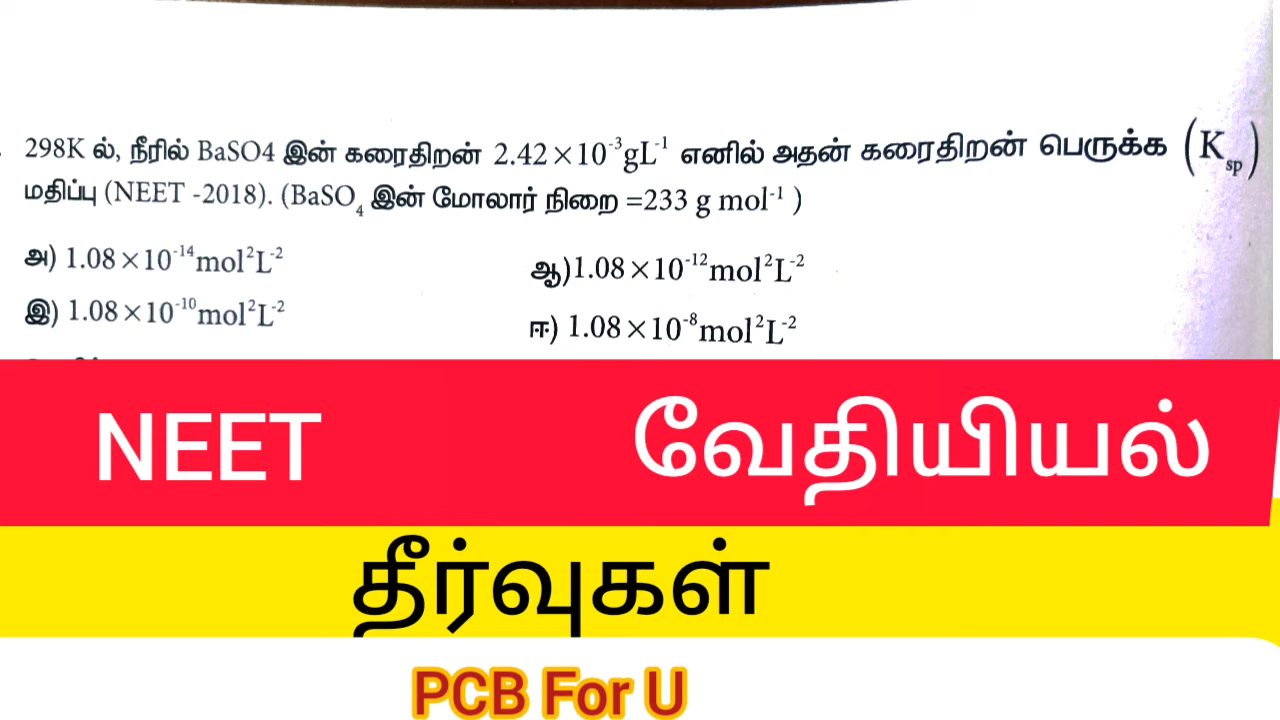 298K ல், நீரில் BaSO4 இன் கரைதிறன் 2.42×10⁻³gL⁻¹ எனில் அதன் கரைதிறன் பெருக்க (Ksp)
மதிப்பு (NEET -2018). (BaSO₄ இன் மோலார் நிறை =233 g mol⁻¹ )
அ) 1.08×10⁻¹⁴mol²L⁻² ஆ)1.08×10⁻¹²mol²L⁻²
இ) 1.08×10⁻¹⁰mol²L⁻² ஈ) 1.08×10⁻⁸mol²L⁻²
NEET வேதியியல்
தீர்வுகள்
PCB For U